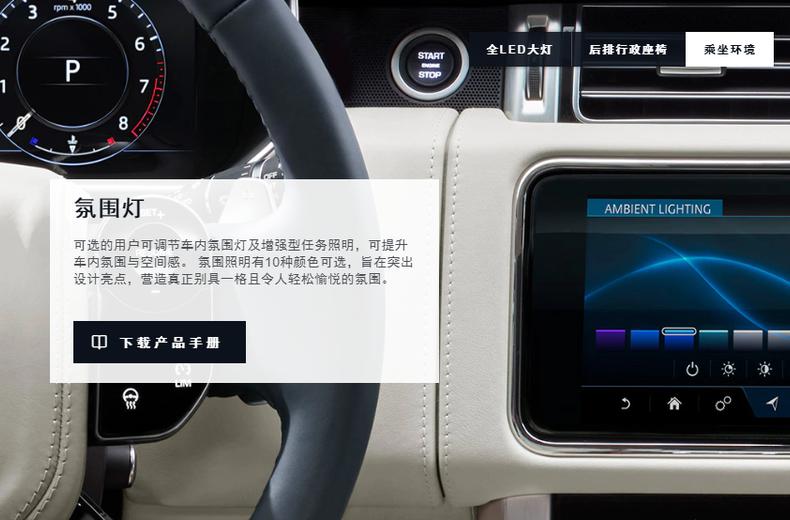 rpm x1000
3 5
2 6
P
1 7
0 8
START
ENGINE
STOP
全LED大灯 后排行政座椅 乘坐环境
OFF
AMBIENT LIGHTING
氛围灯
可选的用户可调节车内氛围灯及增强型任务照明，可提升
车内氛围与空间感。 氛围照明有10种颜色可选，旨在突出
设计亮点，营造真正别具一格且令人轻松愉悦的氛围。
下载产品手册
LIM